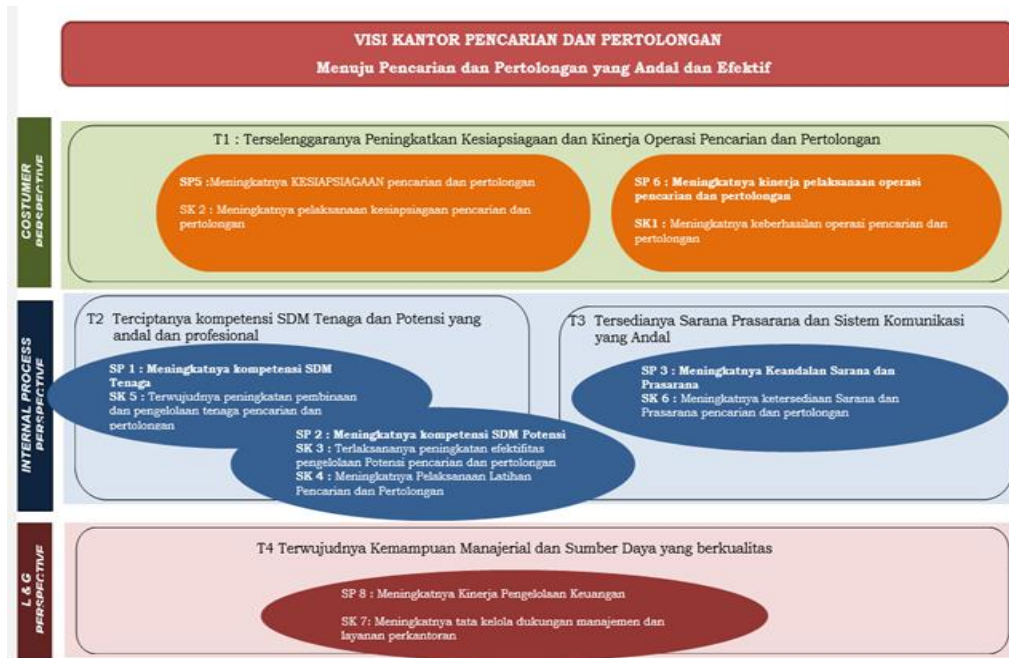 VISI KANTOR PENCARIAN DAN PERTOLONGAN
Menuju Pencarian dan Pertolongan yang Andal dan Efektif
COSTUMER
PERSPECTIVE
T1 : Terselenggaranya Peningkatkan Kesiapsiagaan dan Kinerja Operasi Pencarian dan Pertolongan
SP5 :Meningkatnya KESIAPSIAGAAN pencarian dan pertolongan
SK 2 : Meningkatnya pelaksanaan kesiapsiagaan pencarian dan
pertolongan
SP 6 : Meningkatnya kinerja pelaksanaan operasi
pencarian dan pertolongan
SK1 : Meningkatnya keberhasilan operasi pencarian dan
pertolongan
INTERNAL PROCESS
PERSPECTIVE
T2 Terciptanya kompetensi SDM Tenaga dan Potensi yang
andal dan profesional
SP 1 : Meningkatnya kompetensi SDM
Tenaga
SK 5 : Terwujudnya peningkatan pembinaan
dan pengelolaan tenaga pencarian dan
pertolongan
SP 2 : Meningkatnya kompetensi SDM Potensi
SK 3 : Terlaksananya peningkatan efektifitas
pengelolaan Potensi pencarian dan pertolongan
SK 4 : Meningkatnya Pelaksanaan Latihan
Pencarian dan Pertolongan
T3 Tersedianya Sarana Prasarana dan Sistem Komunikasi
yang Andal
SP 3 : Meningkatnya Keandalan Sarana dan
Prasarana
SK 6 : Meningkatnya ketersediaan Sarana dan
Prasarana pencarian dan pertolongan
L & G
PERSPECTIVE
T4 Terwujudnya Kemampuan Manajerial dan Sumber Daya yang berkualitas
SP 8 : Meningkatnya Kinerja Pengelolaan Keuangan
SK 7: Meningkatnya tata kelola dukungan manajemen dan
layanan perkantoran